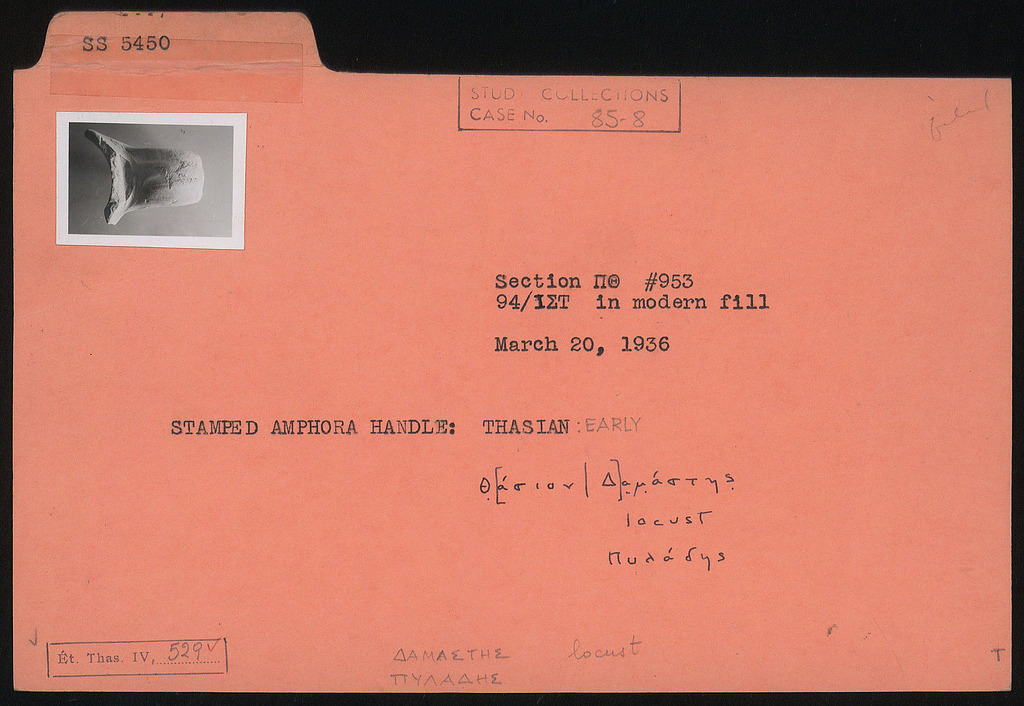 SS 5450
STUDY COLLECTIONS
CASE No. 85-8
filed
Section ΠΘ #953
94/ΙΣΤ in modern fill
March 20, 1936
STAMPED AMPHORA HANDLE: THASIAN : EARLY
Θ[άσιον | Δ]αμάστης
locust
Πυλάδης
Ét. Thas. IV, 529
ΔΑΜΑΣΤΗΣ locust
ΠΥΛΑΔΗΣ
T